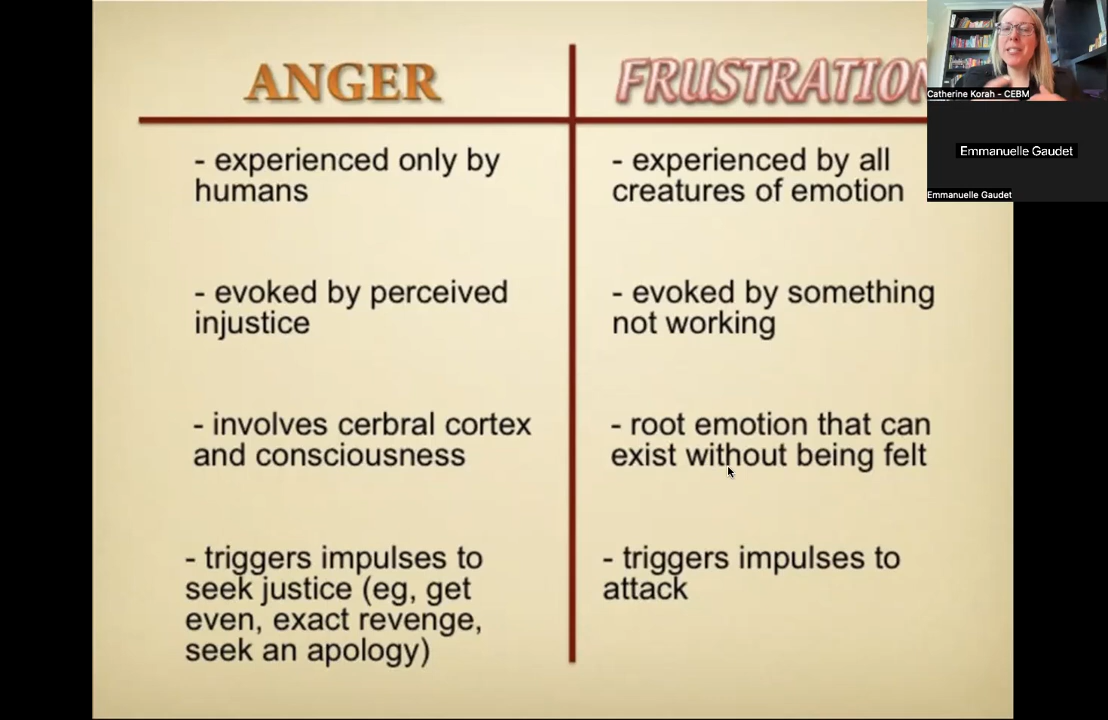 ANGER
FRUSTRATION
- experienced only by
humans
- experienced by all
creatures of emotion
- evoked by perceived
injustice
- evoked by something
not working
- involves cerbral cortex
and consciousness
- root emotion that can
exist without being felt
- triggers impulses to
seek justice (eg, get
even, exact revenge,
seek an apology)
- triggers impulses to
attack
Catherine Korah - CEBM
Emmanuelle Gaudet
Emmanuelle Gaudet